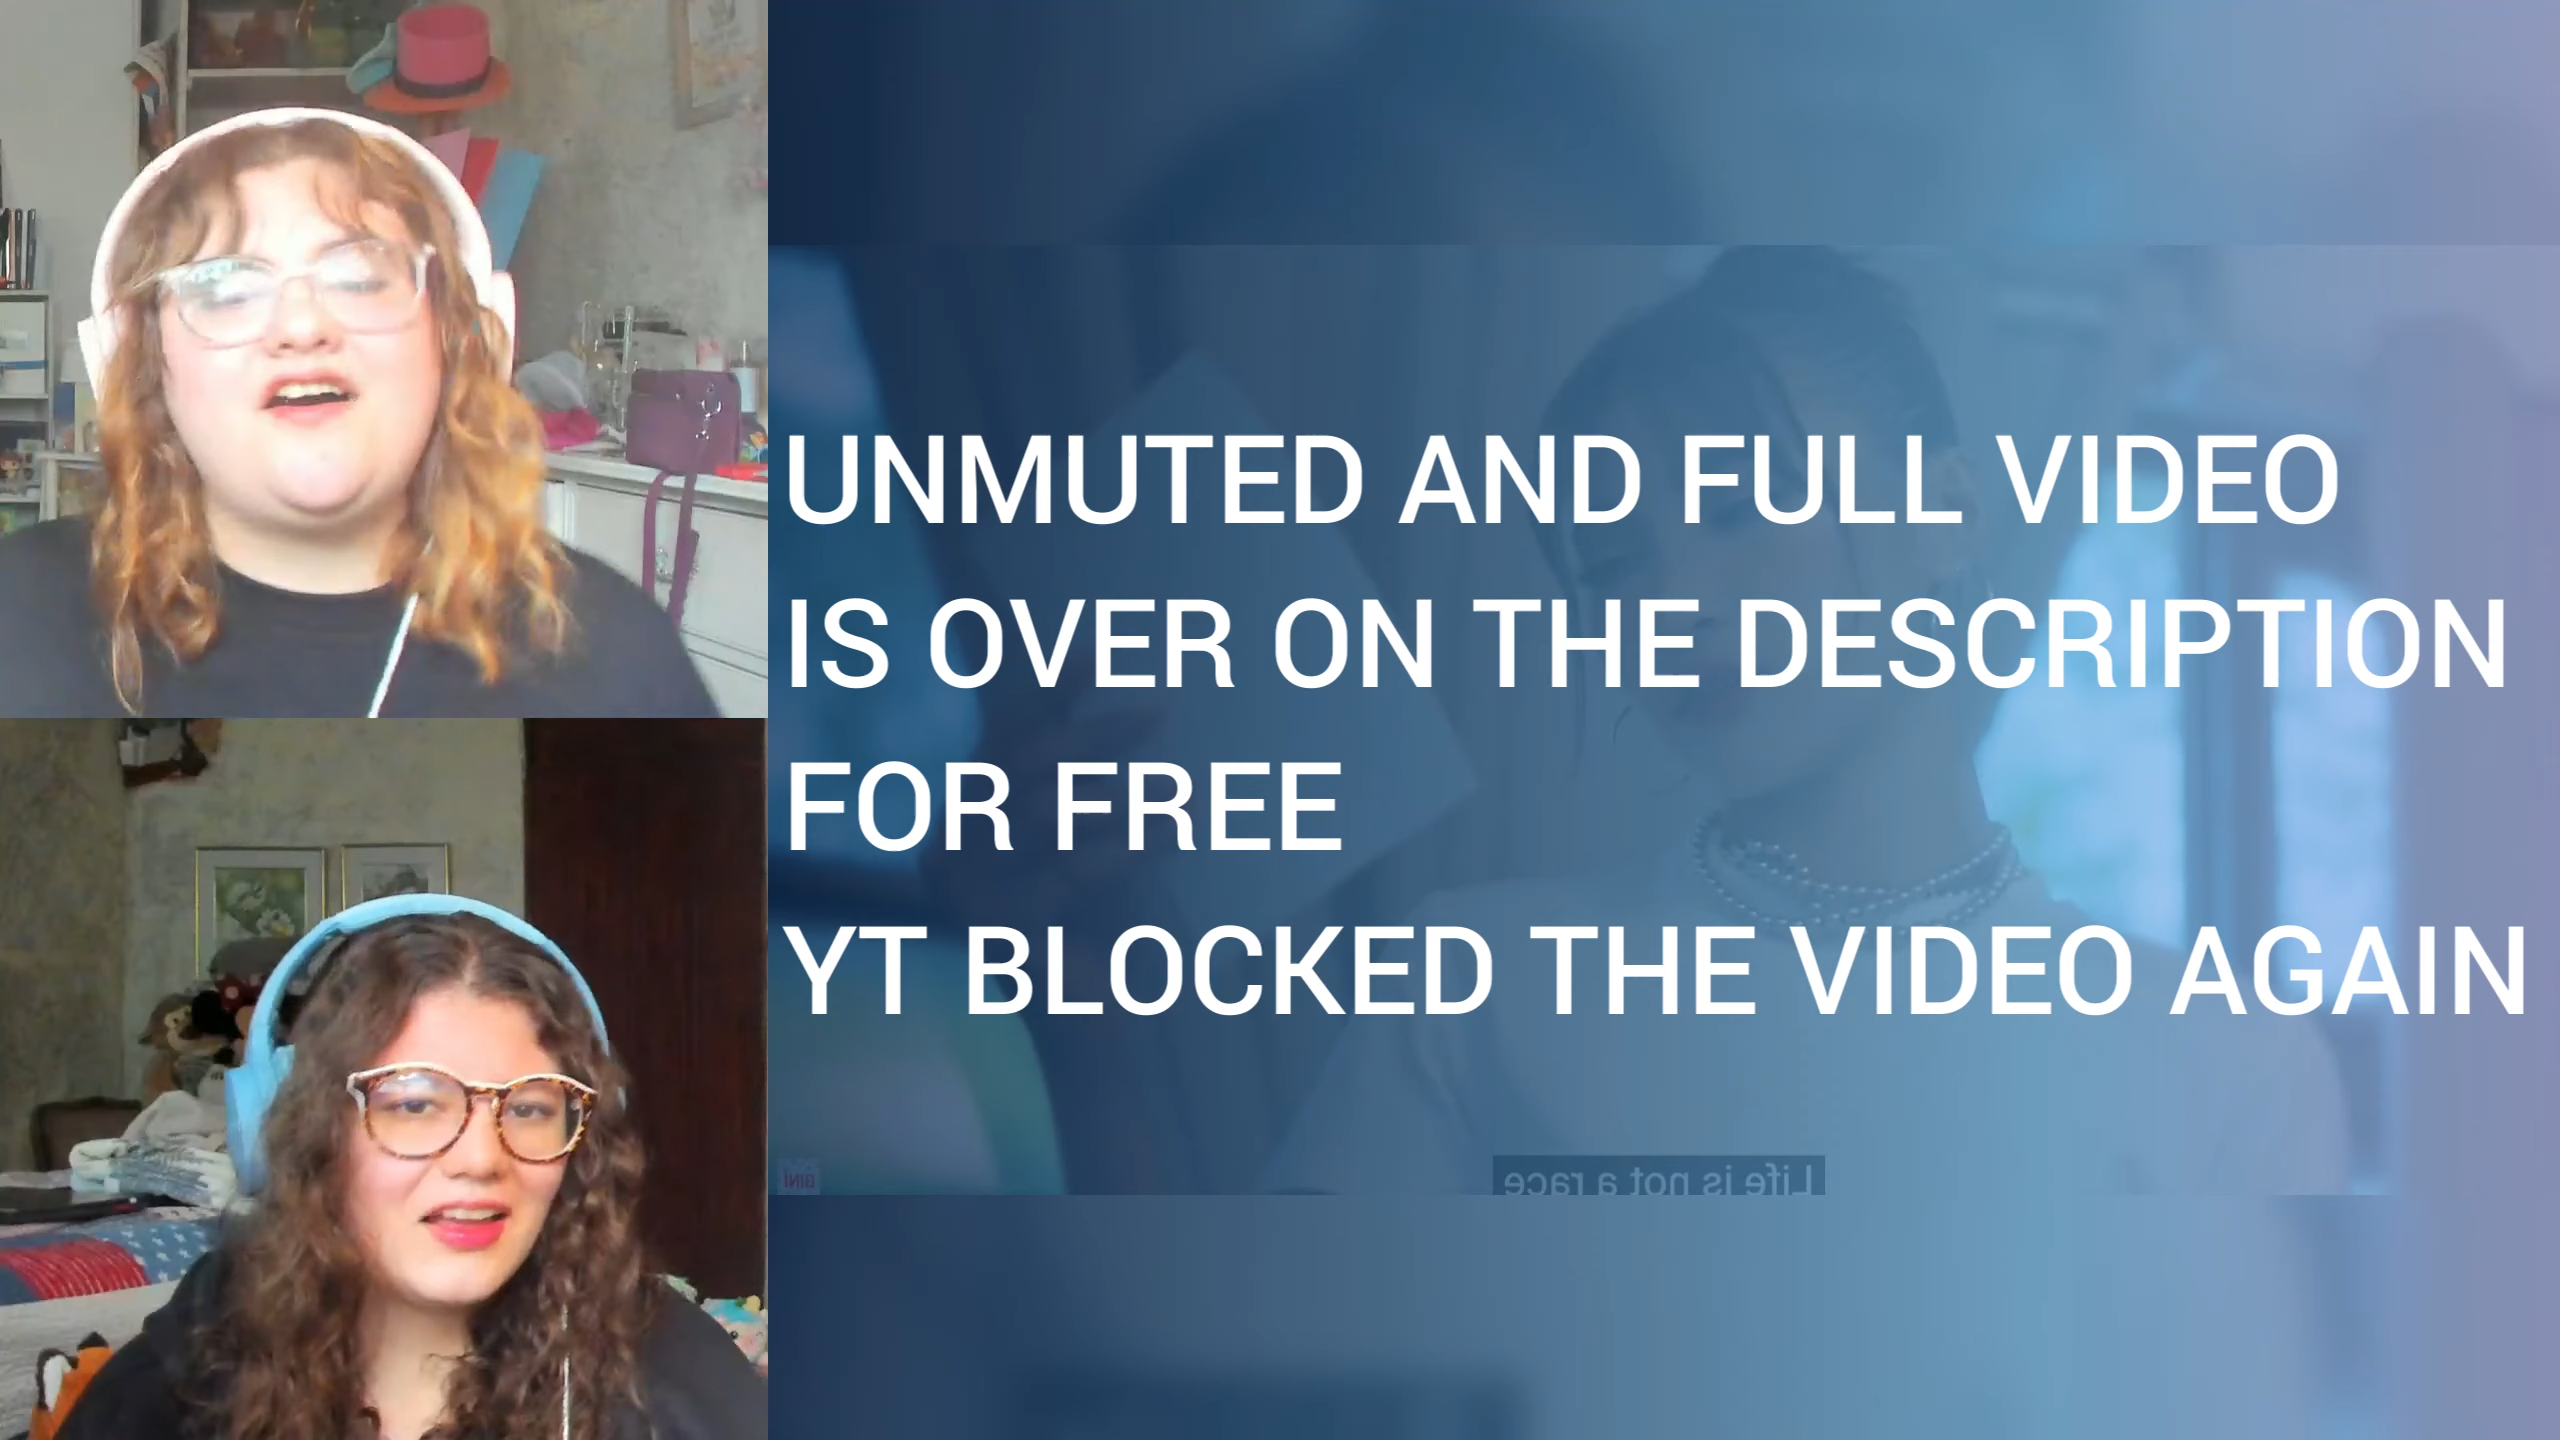 UNMUTED AND FULL VIDEO
IS OVER ON THE DESCRIPTION
FOR FREE
YT BLOCKED THE VIDEO AGAIN
Life is not a race
BINI